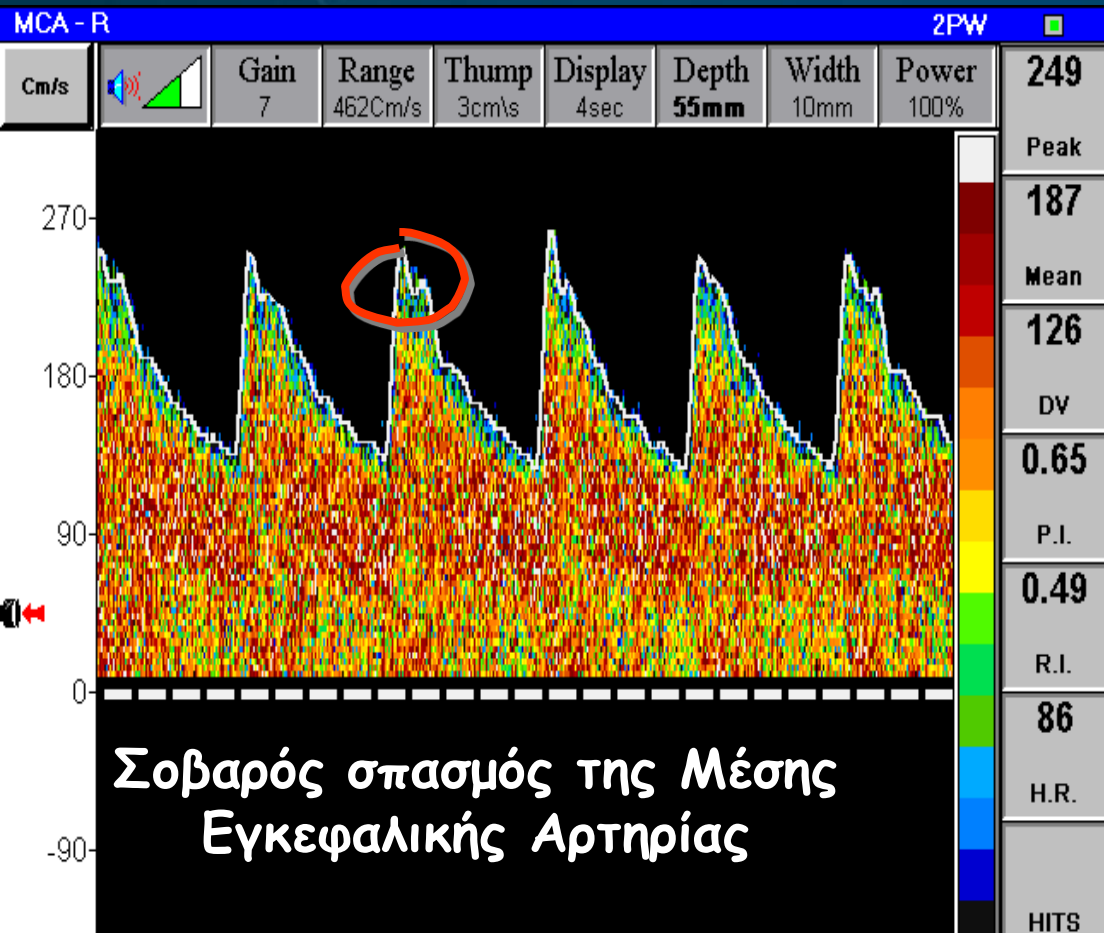 MCA - R 2PW
Cm/s
Gain
7
Range
462Cm/s
Thump
3cm\s
Display
4sec
Depth
55mm
Width
10mm
Power
100%
249
Peak
187
Mean
126
DV
0.65
P.I.
0.49
R.I.
86
H.R.
HITS
270
180
90
0
-90
Σοβαρός σπασμός της Μέσης
Εγκεφαλικής Αρτηρίας